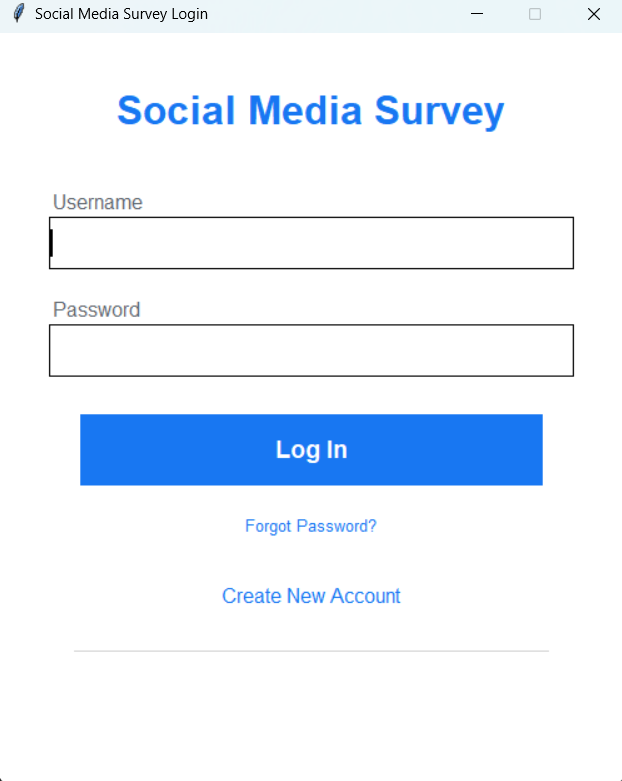 Social Media Survey Login
Social Media Survey
Username
Password
Log In
Forgot Password?
Create New Account